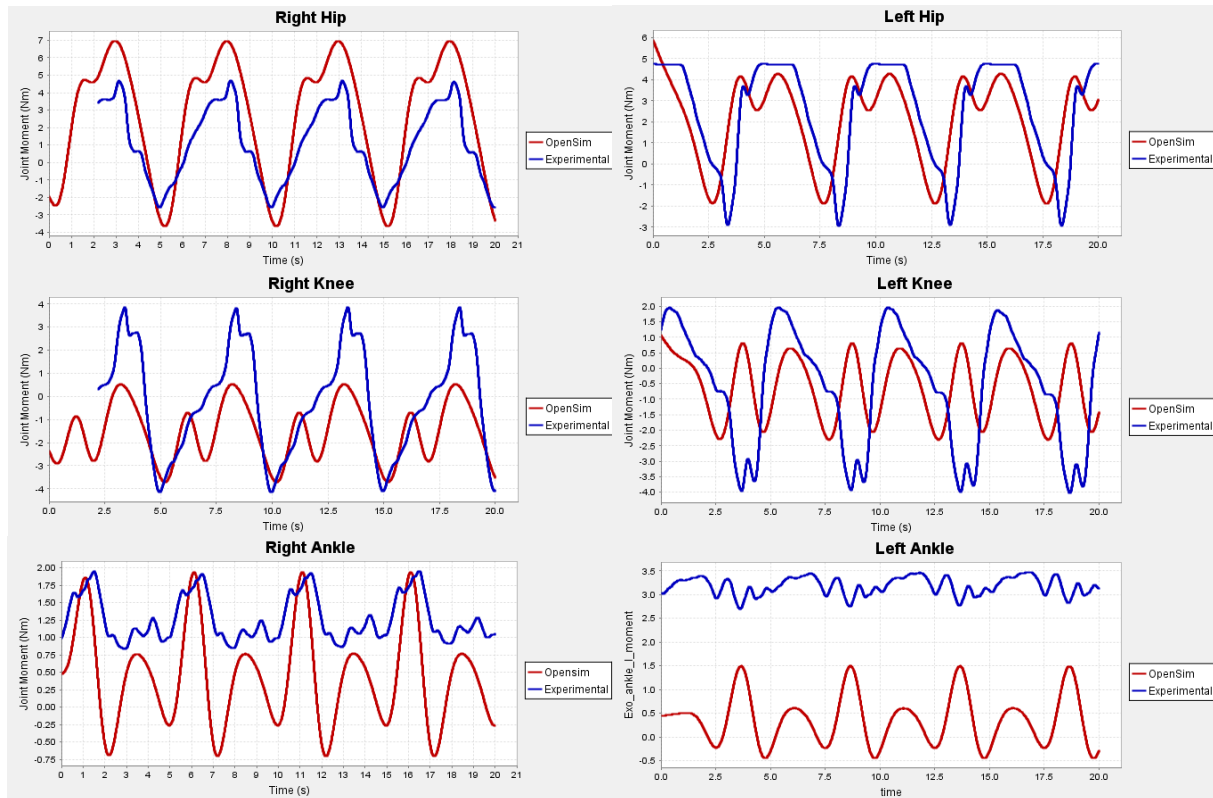 Right Hip
Joint Moment (Nm)
7
6
5
4
3
2
1
0
-1
-2
-3
-4
0 1 2 3 4 5 6 7 8 9 10 11 12 13 14 15 16 17 18 19 20 21
Time (s)
OpenSim
Experimental
Left Hip
Joint Moment (Nm)
6
5
4
3
2
1
0
-1
-2
-3
0.0 2.5 5.0 7.5 10.0 12.5 15.0 17.5 20.0
Time (s)
OpenSim
Experimental
Right Knee
Joint Moment (Nm)
4
3
2
1
0
-1
-2
-3
-4
0.0 2.5 5.0 7.5 10.0 12.5 15.0 17.5 20.0
Time (s)
OpenSim
Experimental
Left Knee
Joint Moment (Nm)
2.0
1.5
1.0
0.5
0.0
-0.5
-1.0
-1.5
-2.0
-2.5
-3.0
-3.5
-4.0
0.0 2.5 5.0 7.5 10.0 12.5 15.0 17.5 20.0
Time (s)
OpenSim
Experimental
Right Ankle
Joint Moment (Nm)
2.00
1.75
1.50
1.25
1.00
0.75
0.50
0.25
0.00
-0.25
-0.50
-0.75
0 1 2 3 4 5 6 7 8 9 10 11 12 13 14 15 16 17 18 19 20 21
Time (s)
Opensim
Experimental
Left Ankle
Exo_ankle_l_moment
3.5
3.0
2.5
2.0
1.5
1.0
0.5
0.0
-0.5
0.0 2.5 5.0 7.5 10.0 12.5 15.0 17.5 20.0
time
OpenSim
Experimental